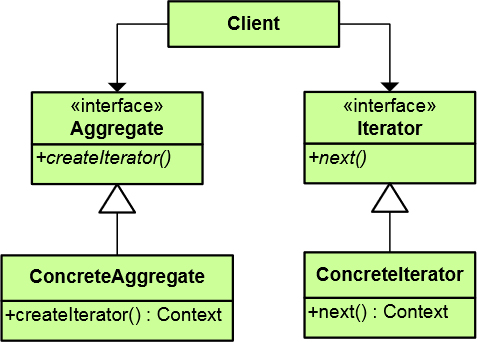 Client
«interface»
Aggregate
+createIterator()
«interface»
Iterator
+next()
ConcreteAggregate
+createIterator() : Context
ConcreteIterator
+next() : Context